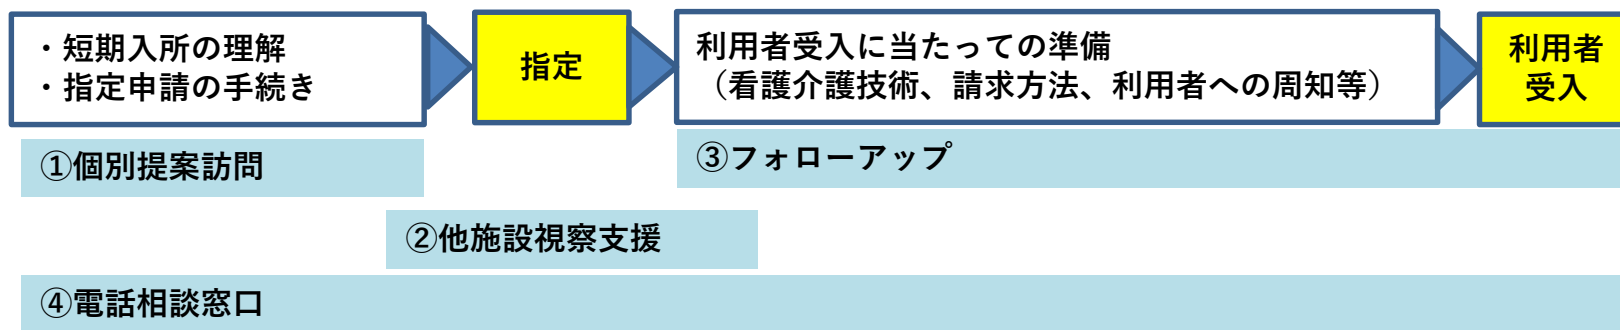 ・短期入所の理解
・指定申請の手続き
指定
利用者受入に当たっての準備
（看護介護技術、請求方法、利用者への周知等）
利用者
受入
①個別提案訪問
③フォローアップ
②他施設視察支援
④電話相談窓口